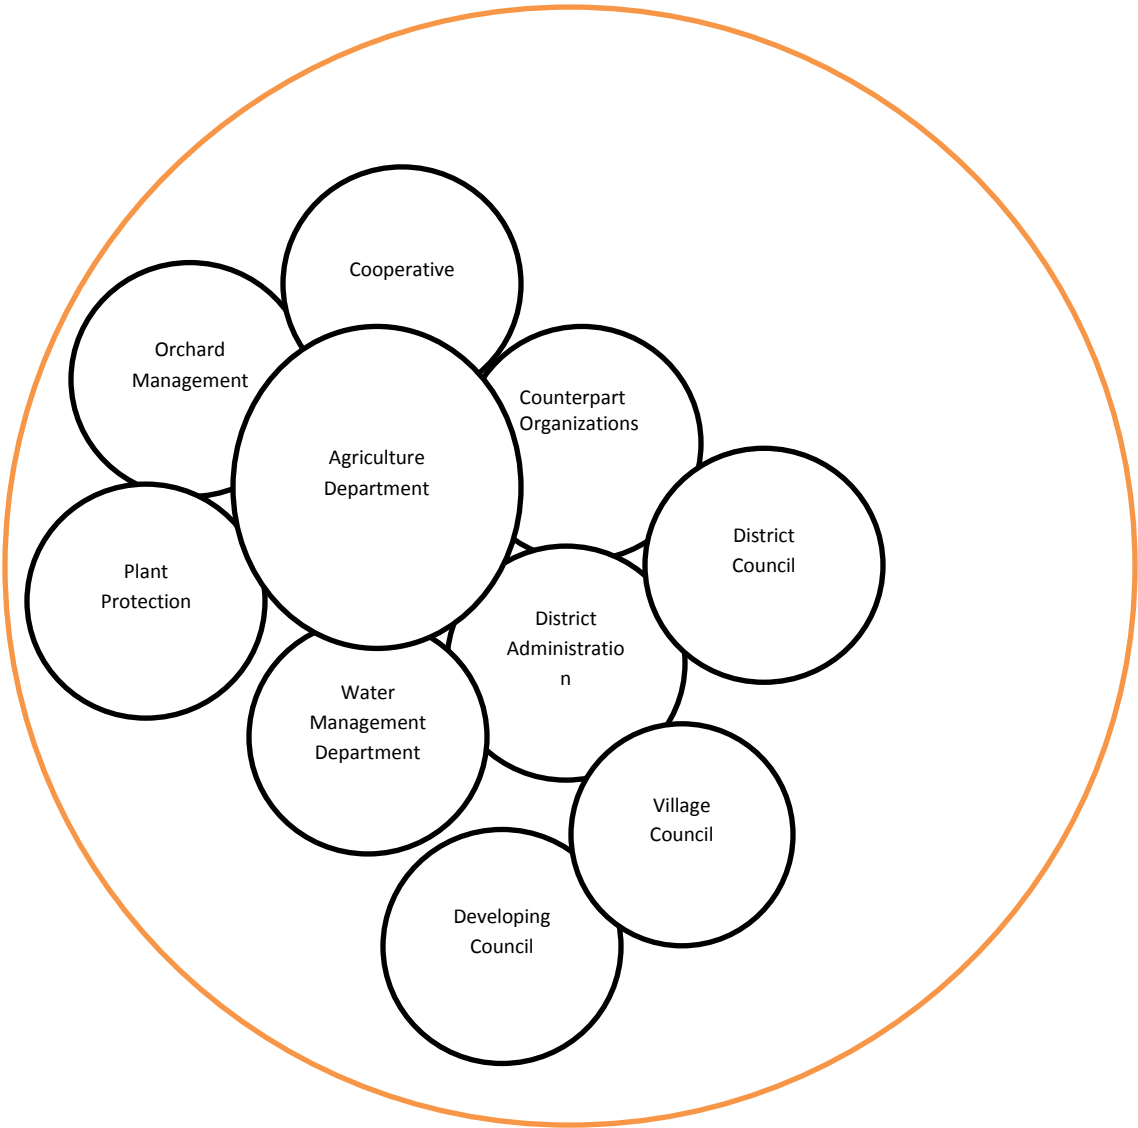 Cooperative
Orchard
Management
Counterpart
Organizations
Agriculture
Department
District
Council
Plant
Protection
District
Administratio
n
Water
Management
Department
Village
Council
Developing
Council